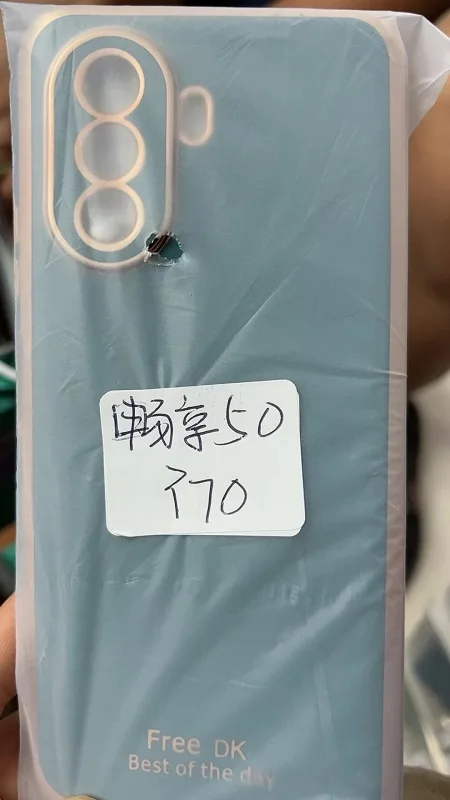 畅享50
Y70
Free DK
Best of the day